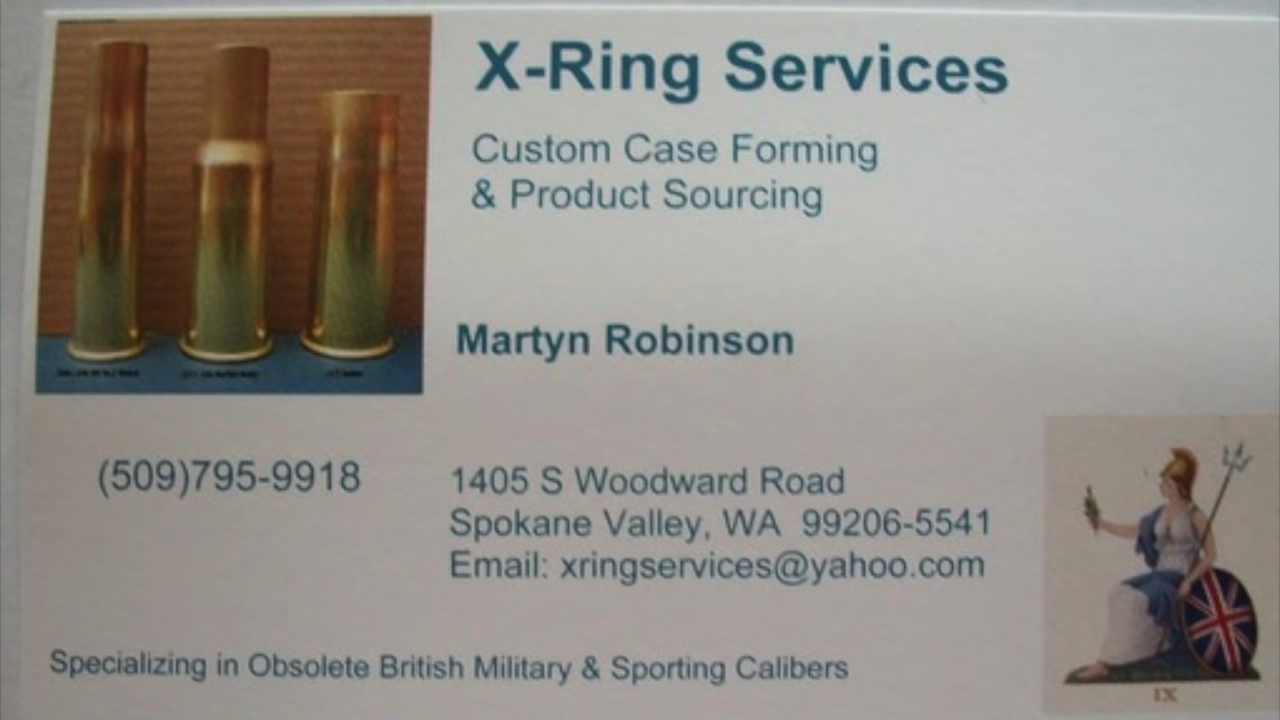 X-Ring Services
Custom Case Forming
& Product Sourcing
Martyn Robinson
(509)795-9918
1405 S Woodward Road
Spokane Valley, WA 99206-5541
Email: xringservices@yahoo.com
Specializing in Obsolete British Military & Sporting Calibers
IX